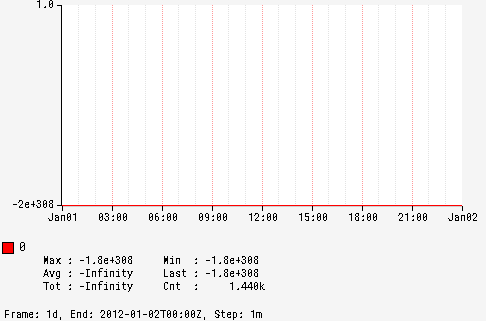 1.0
-2e+308
Jan01 03:00 06:00 09:00 12:00 15:00 18:00 21:00 Jan02
0
Max : -1.8e+308 Min : -1.8e+308
Avg : -Infinity Last : -1.8e+308
Tot : -Infinity Cnt : 1.440k
Frame: 1d, End: 2012-01-02T00:00Z, Step: 1m